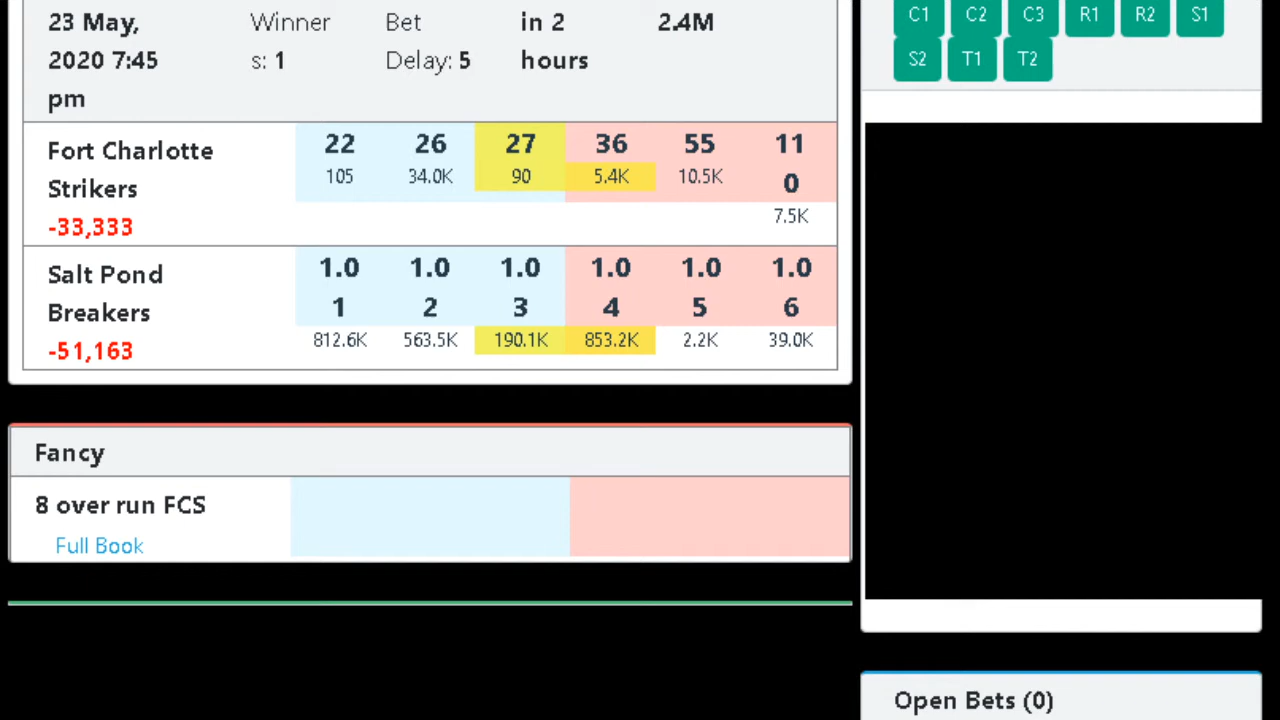 23 May, Winner Bet in 2 2.4M
2020 7:45 s: 1 Delay: 5 hours
pm
Fort Charlotte 22 26 27 36 55 11
Strikers 105 34.0K 90 5.4K 10.5K 0
-33,333 7.5K
Salt Pond 1.0 1.0 1.0 1.0 1.0 1.0
Breakers 1 2 3 4 5 6
-51,163 812.6K 563.5K 190.1K 853.2K 2.2K 39.0K
Fancy
8 over run FCS
Full Book
C1 C2 C3 R1 R2 S1
S2 T1 T2
Open Bets (0)